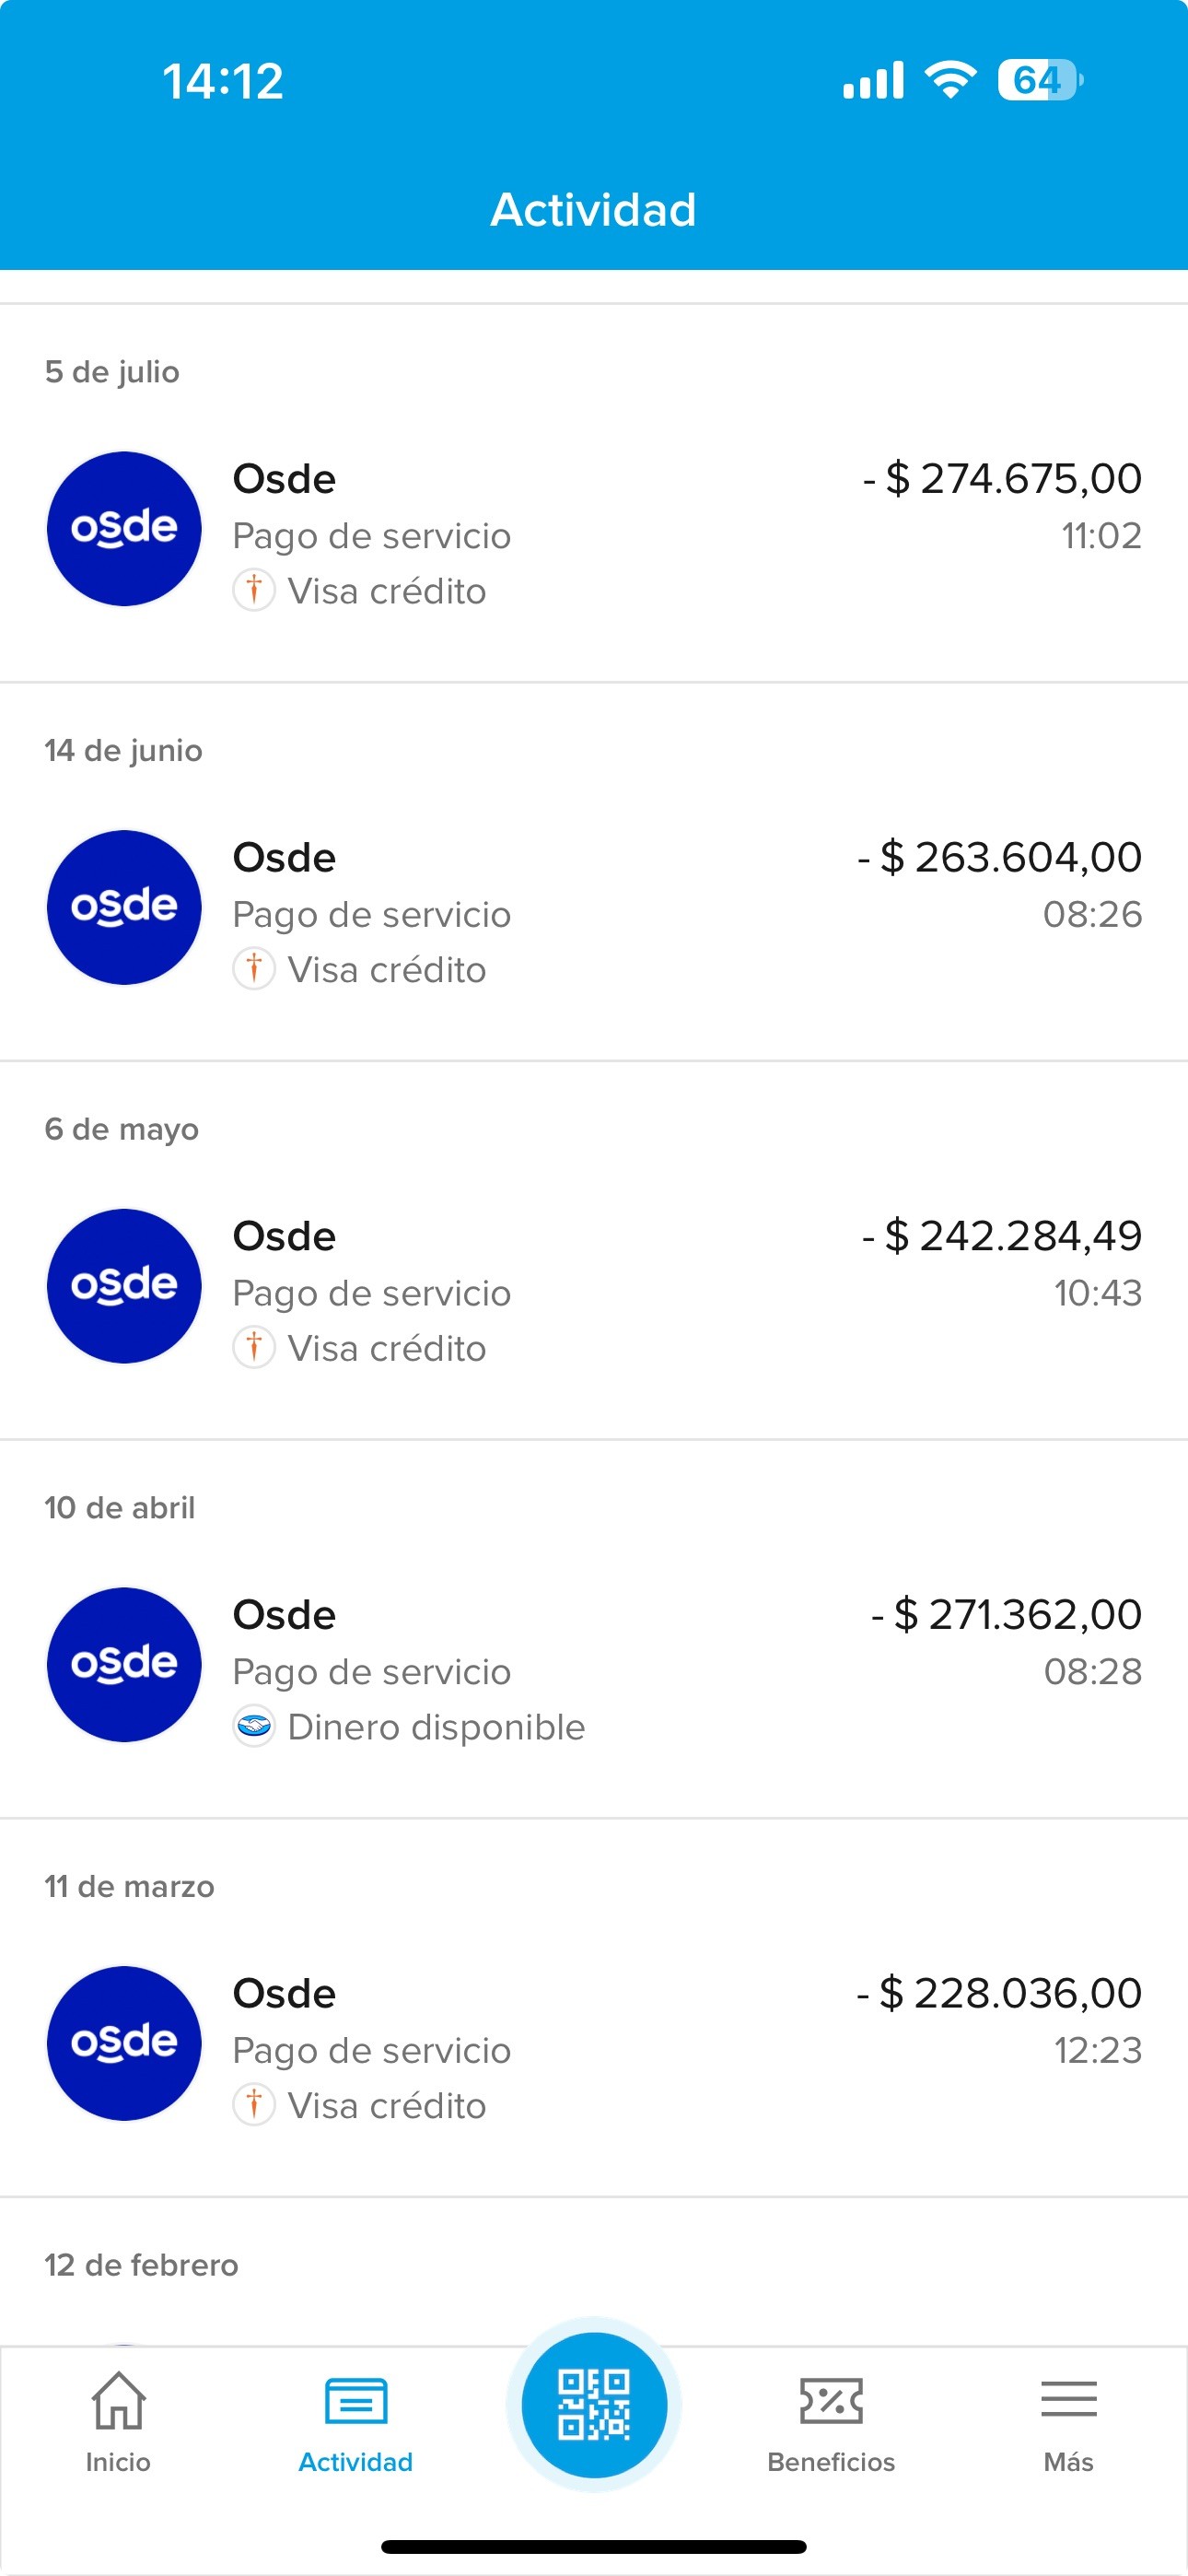 14:12
64
Actividad
5 de julio
osde
Osde
- $ 274.675,00
Pago de servicio
11:02
Visa crédito
14 de junio
osde
Osde
- $ 263.604,00
Pago de servicio
08:26
Visa crédito
6 de mayo
osde
Osde
- $ 242.284,49
Pago de servicio
10:43
Visa crédito
10 de abril
osde
Osde
- $ 271.362,00
Pago de servicio
08:28
Dinero disponible
11 de marzo
osde
Osde
- $ 228.036,00
Pago de servicio
12:23
Visa crédito
12 de febrero
Inicio
Actividad
Beneficios
Más